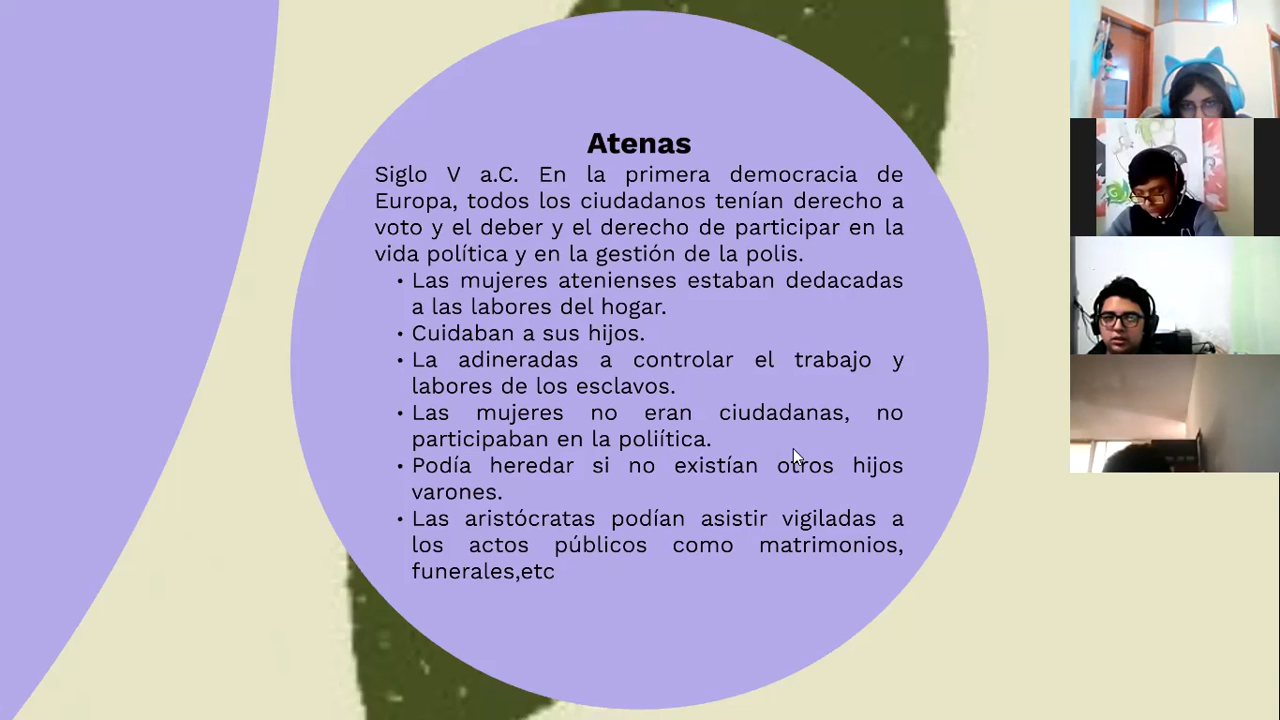 Atenas
Siglo V a.C. En la primera democracia de
Europa, todos los ciudadanos tenían derecho a
voto y el deber y el derecho de participar en la
vida política y en la gestión de la polis.
• Las mujeres atenienses estaban dedacadas
a las labores del hogar.
• Cuidaban a sus hijos.
• La adineradas a controlar el trabajo y
labores de los esclavos.
• Las mujeres no eran ciudadanas, no
participaban en la poliítica.
• Podía heredar si no existían otros hijos
varones.
• Las aristócratas podían asistir vigiladas a
los actos públicos como matrimonios,
funerales,etc